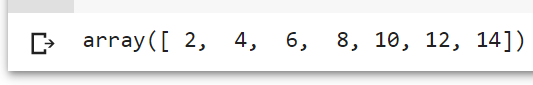 array([ 2,  4,  6,  8, 10, 12, 14])